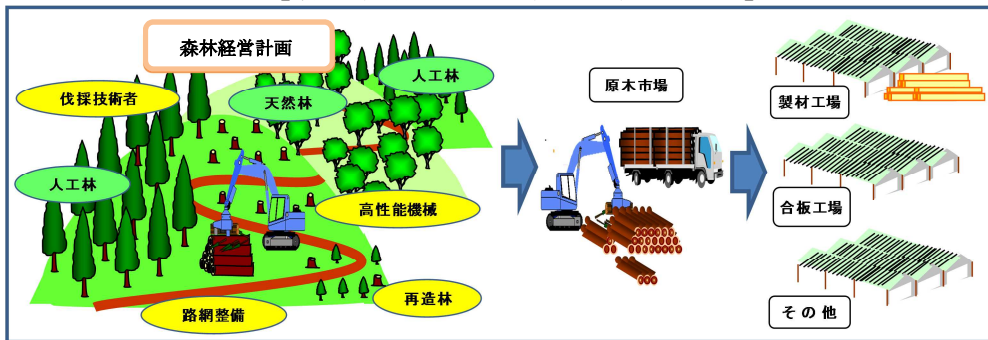 森林経営計画
人工林
伐採技術者
天然林
人工林
高性能機械
再造林
路網整備
原木市場
製材工場
合板工場
その他